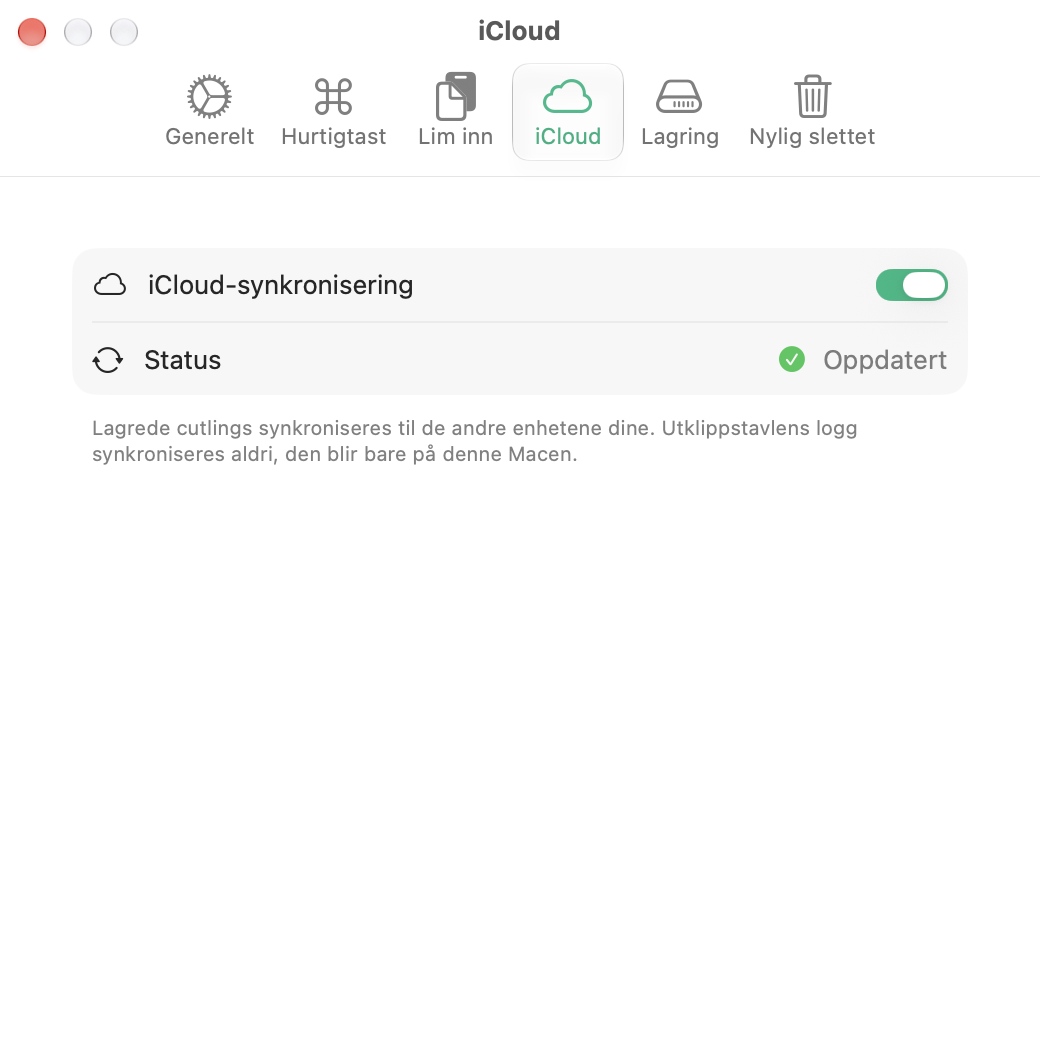 iCloud
Generelt
Hurtigtast
Lim inn
iCloud
Lagring
Nylig slettet
iCloud-synkronisering
Status
Oppdatert
Lagrede cutlings synkroniseres til de andre enhetene dine. Utklippstavlens logg
synkroniseres aldri, den blir bare på denne Macen.